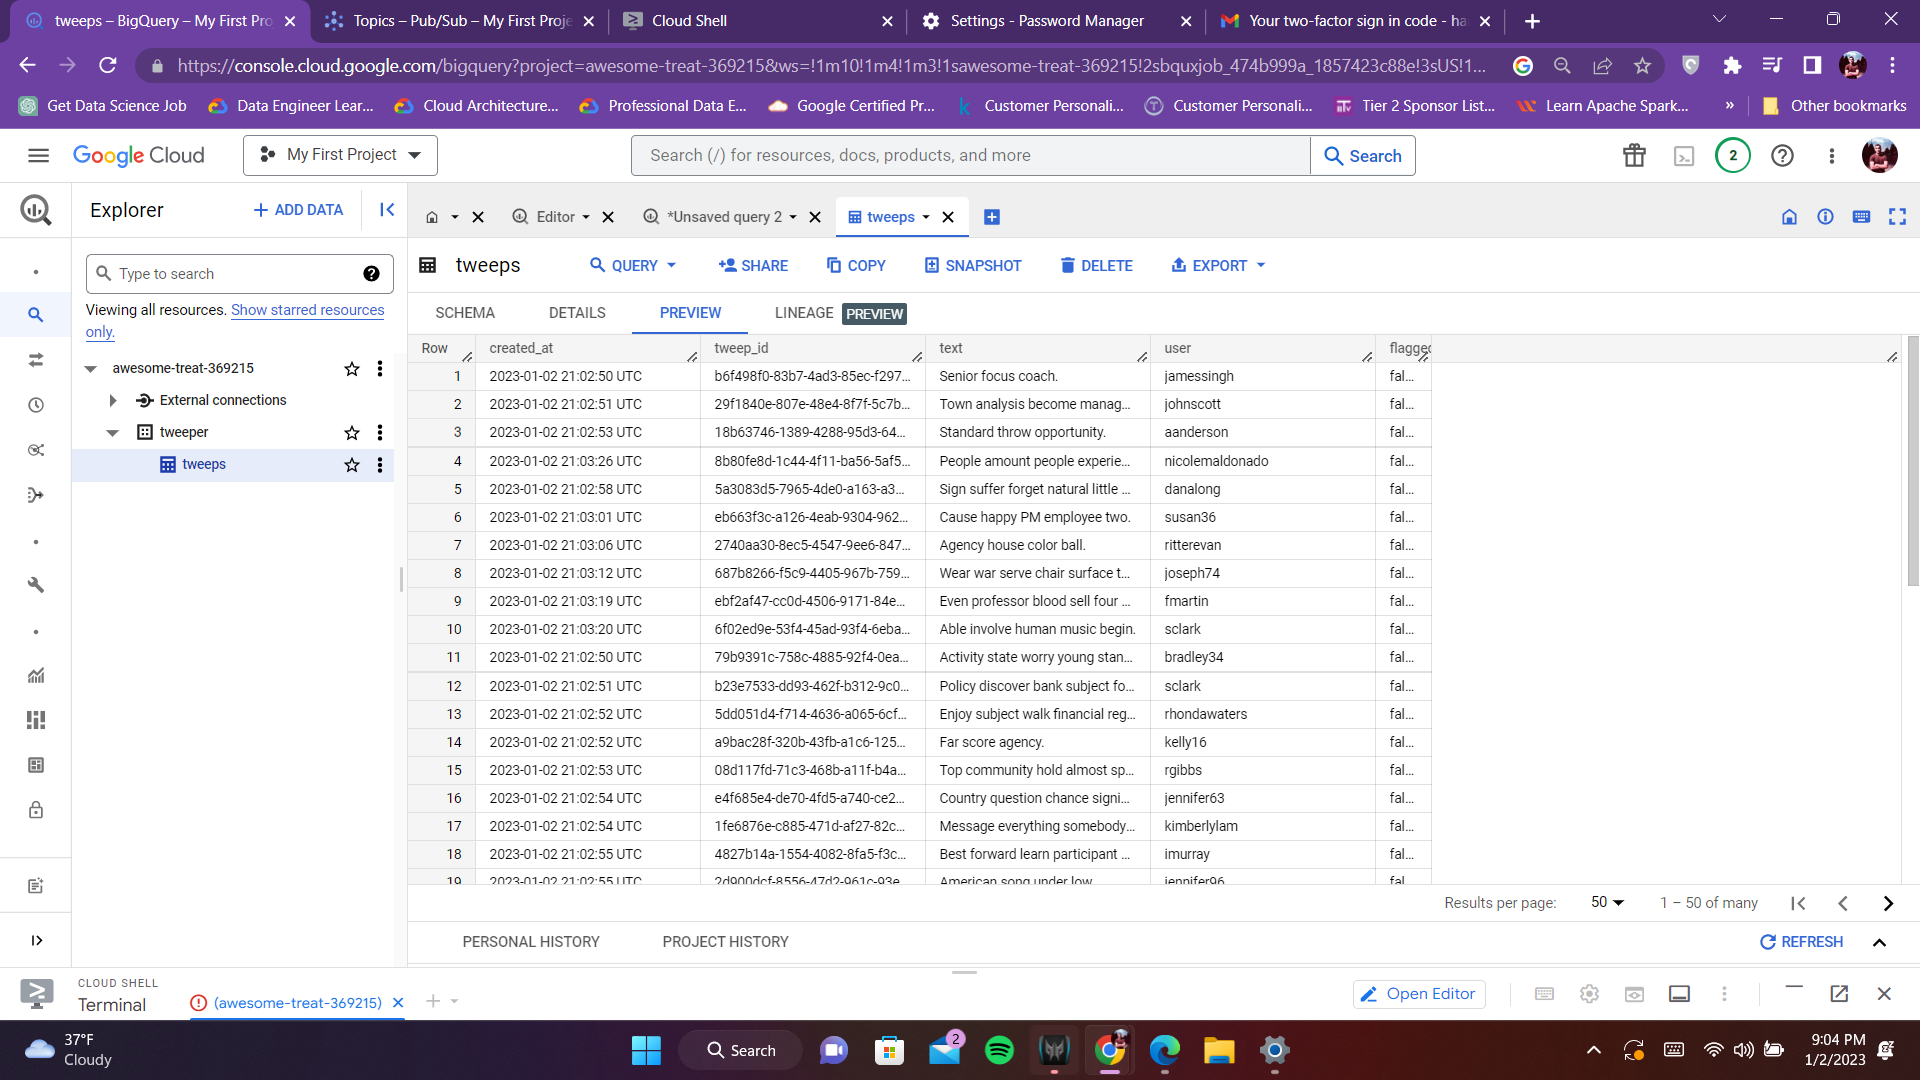 tweeps – BigQuery – My First Pro
Topics – Pub/Sub – My First Proje
Cloud Shell
Settings - Password Manager
Your two-factor sign in code - ha
https://console.cloud.google.com/bigquery?project=awesome-treat-369215&ws=!1m10!1m4!1m3!1sawesome-treat-369215!2sbquxjob_474b999a_1857423c88e!3sUS!1...
Get Data Science Job
Data Engineer Lear...
Cloud Architecture...
Professional Data E...
Google Certified Pr...
Customer Personali...
Customer Personali...
Tier 2 Sponsor List...
Learn Apache Spark...
»
Other bookmarks
Google Cloud
My First Project
Search (/) for resources, docs, products, and more
Search
2
Explorer
+ ADD DATA
Editor
*Unsaved query 2
tweeps
Type to search
Viewing all resources. Show starred resources
only.
awesome-treat-369215
External connections
tweeper
tweeps
tweeps
QUERY
SHARE
COPY
SNAPSHOT
DELETE
EXPORT
SCHEMA
DETAILS
PREVIEW
LINEAGE
PREVIEW
Row created_at tweep_id text user flagged
1 2023-01-02 21:02:50 UTC b6f498f0-83b7-4ad3-85ec-f297... Senior focus coach. jamessingh fal...
2 2023-01-02 21:02:51 UTC 29f1840e-807e-48e4-8f7f-5c7b... Town analysis become manag... johnscott fal...
3 2023-01-02 21:02:53 UTC 18b63746-1389-4288-95d3-64... Standard throw opportunity. aanderson fal...
4 2023-01-02 21:03:26 UTC 8b80fe8d-1c44-4f11-ba56-5af5... People amount people experie... nicolemaldonado fal...
5 2023-01-02 21:02:58 UTC 5a3083d5-7965-4de0-a163-a3... Sign suffer forget natural little ... danalong fal...
6 2023-01-02 21:03:01 UTC eb663f3c-a126-4eab-9304-962... Cause happy PM employee two. susan36 fal...
7 2023-01-02 21:03:06 UTC 2740aa30-8ec5-4547-9ee6-847... Agency house color ball. ritterevan fal...
8 2023-01-02 21:03:12 UTC 687b8266-f5c9-4405-967b-759... Wear war serve chair surface t... joseph74 fal...
9 2023-01-02 21:03:19 UTC ebf2af47-cc0d-4506-9171-84e... Even professor blood sell four ... fmartin fal...
10 2023-01-02 21:03:20 UTC 6f02ed9e-53f4-45ad-93f4-6eba... Able involve human music begin. sclark fal...
11 2023-01-02 21:02:50 UTC 79b9391c-758c-4885-92f4-0ea... Activity state worry young stan... bradley34 fal...
12 2023-01-02 21:02:51 UTC b23e7533-dd93-462f-b312-9c0... Policy discover bank subject fo... sclark fal...
13 2023-01-02 21:02:52 UTC 5dd051d4-f714-4636-a065-6cf... Enjoy subject walk financial reg... rhondawaters fal...
14 2023-01-02 21:02:52 UTC a9bac28f-320b-43fb-a1c6-125... Far score agency. kelly16 fal...
15 2023-01-02 21:02:53 UTC 08d117fd-71c3-468b-a11f-b4a... Top community hold almost sp... rgibbs fal...
16 2023-01-02 21:02:54 UTC e4f685e4-de70-4fd5-a740-ce2... Country question chance signi... jennifer63 fal...
17 2023-01-02 21:02:54 UTC 1fe6876e-c885-471d-af27-82c... Message everything somebody... kimberlylam fal...
18 2023-01-02 21:02:55 UTC 4827b14a-1554-4082-8fa5-f3c... Best forward learn participant ... imurray fal...
19 2023-01-02 21:02:55 UTC 2d900dcf-8556-47d2-961c-93e... American song under low jennifer96 fal...
Results per page: 50 1 – 50 of many
PERSONAL HISTORY
PROJECT HISTORY
REFRESH
CLOUD SHELL
Terminal
(awesome-treat-369215)
Open Editor
37°F
Cloudy
Search
2
9:04 PM
1/2/2023